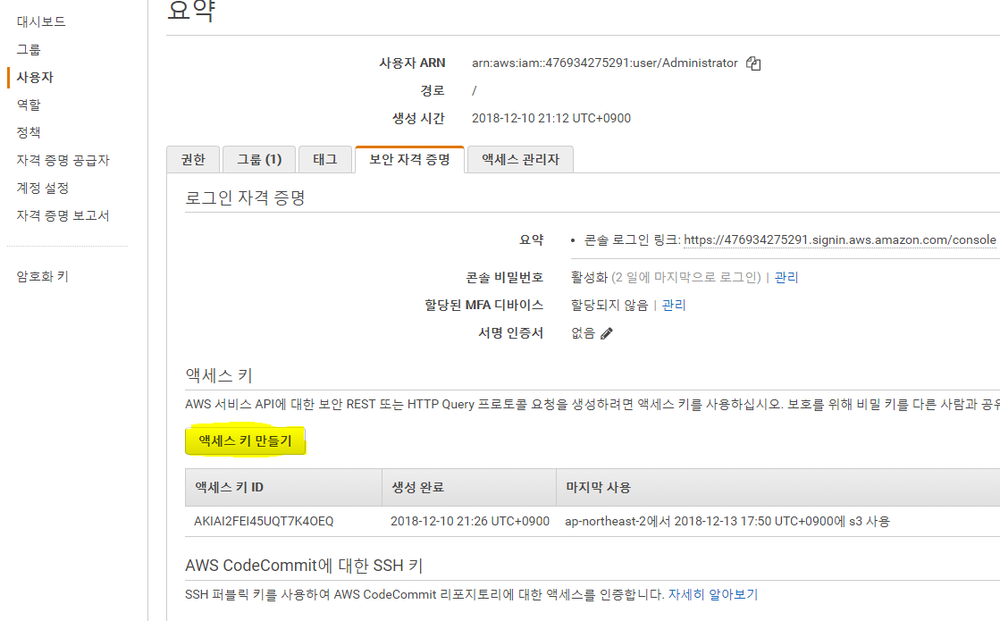 요약
대시보드
그룹
사용자
역할
정책
자격 증명 공급자
계정 설정
자격 증명 보고서
암호화 키
사용자 ARN arn:aws:iam::476934275291:user/Administrator
경로 /
생성 시간 2018-12-10 21:12 UTC+0900
권한 그룹 (1) 태그 보안 자격 증명 액세스 관리자
로그인 자격 증명
요약 • 콘솔 로그인 링크: https://476934275291.signin.aws.amazon.com/console
콘솔 비밀번호 활성화 (2 일에 마지막으로 로그인) | 관리
할당된 MFA 디바이스 할당되지 않음 | 관리
서명 인증서 없음
액세스 키
AWS 서비스 API에 대한 보안 REST 또는 HTTP Query 프로토콜 요청을 생성하려면 액세스 키를 사용하십시오. 보호를 위해 비밀 키를 다른 사람과 공유
액세스 키 만들기
액세스 키 ID 생성 완료 마지막 사용
AKIAI2FEI45UQT7K4OEQ 2018-12-10 21:26 UTC+0900 ap-northeast-2에서 2018-12-13 17:50 UTC+0900에 s3 사용
AWS CodeCommit에 대한 SSH 키
SSH 퍼블릭 키를 사용하여 AWS CodeCommit 리포지토리에 대한 액세스를 인증합니다. 자세히 알아보기